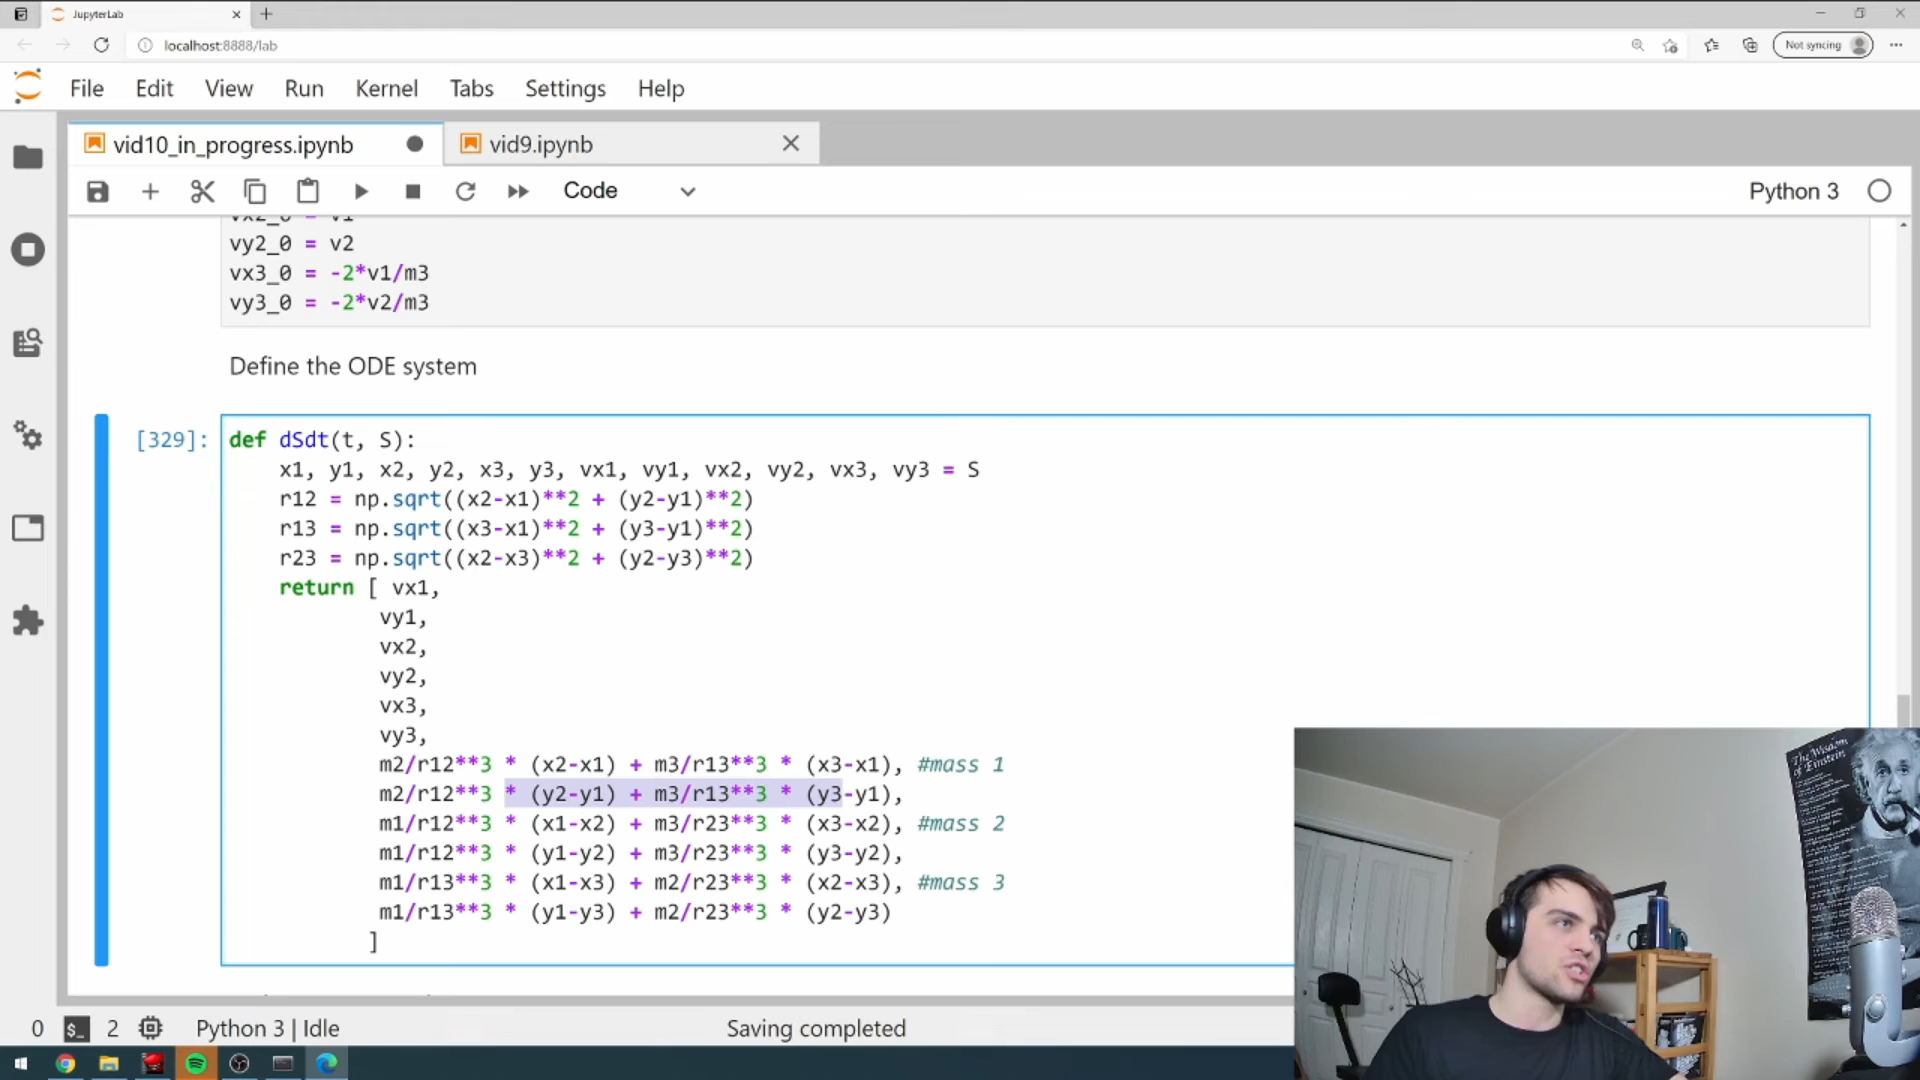 JupyterLab
localhost:8888/lab
Not syncing
File Edit View Run Kernel Tabs Settings Help
vid10_in_progress.ipynb
vid9.ipynb
Code
Python 3
vx2_0 = v1
vy2_0 = v2
vx3_0 = -2*v1/m3
vy3_0 = -2*v2/m3
Define the ODE system
[329]:
def dSdt(t, S):
x1, y1, x2, y2, x3, y3, vx1, vy1, vx2, vy2, vx3, vy3 = S
r12 = np.sqrt((x2-x1)**2 + (y2-y1)**2)
r13 = np.sqrt((x3-x1)**2 + (y3-y1)**2)
r23 = np.sqrt((x2-x3)**2 + (y2-y3)**2)
return [ vx1,
vy1,
vx2,
vy2,
vx3,
vy3,
m2/r12**3 * (x2-x1) + m3/r13**3 * (x3-x1), #mass 1
m2/r12**3 * (y2-y1) + m3/r13**3 * (y3-y1),
m1/r12**3 * (x1-x2) + m3/r23**3 * (x3-x2), #mass 2
m1/r12**3 * (y1-y2) + m3/r23**3 * (y3-y2),
m1/r13**3 * (x1-x3) + m2/r23**3 * (x2-x3), #mass 3
m1/r13**3 * (y1-y3) + m2/r23**3 * (y2-y3)
]
The Wisdom
of Einstein
0 $_ 2 Python 3 | Idle
Saving completed